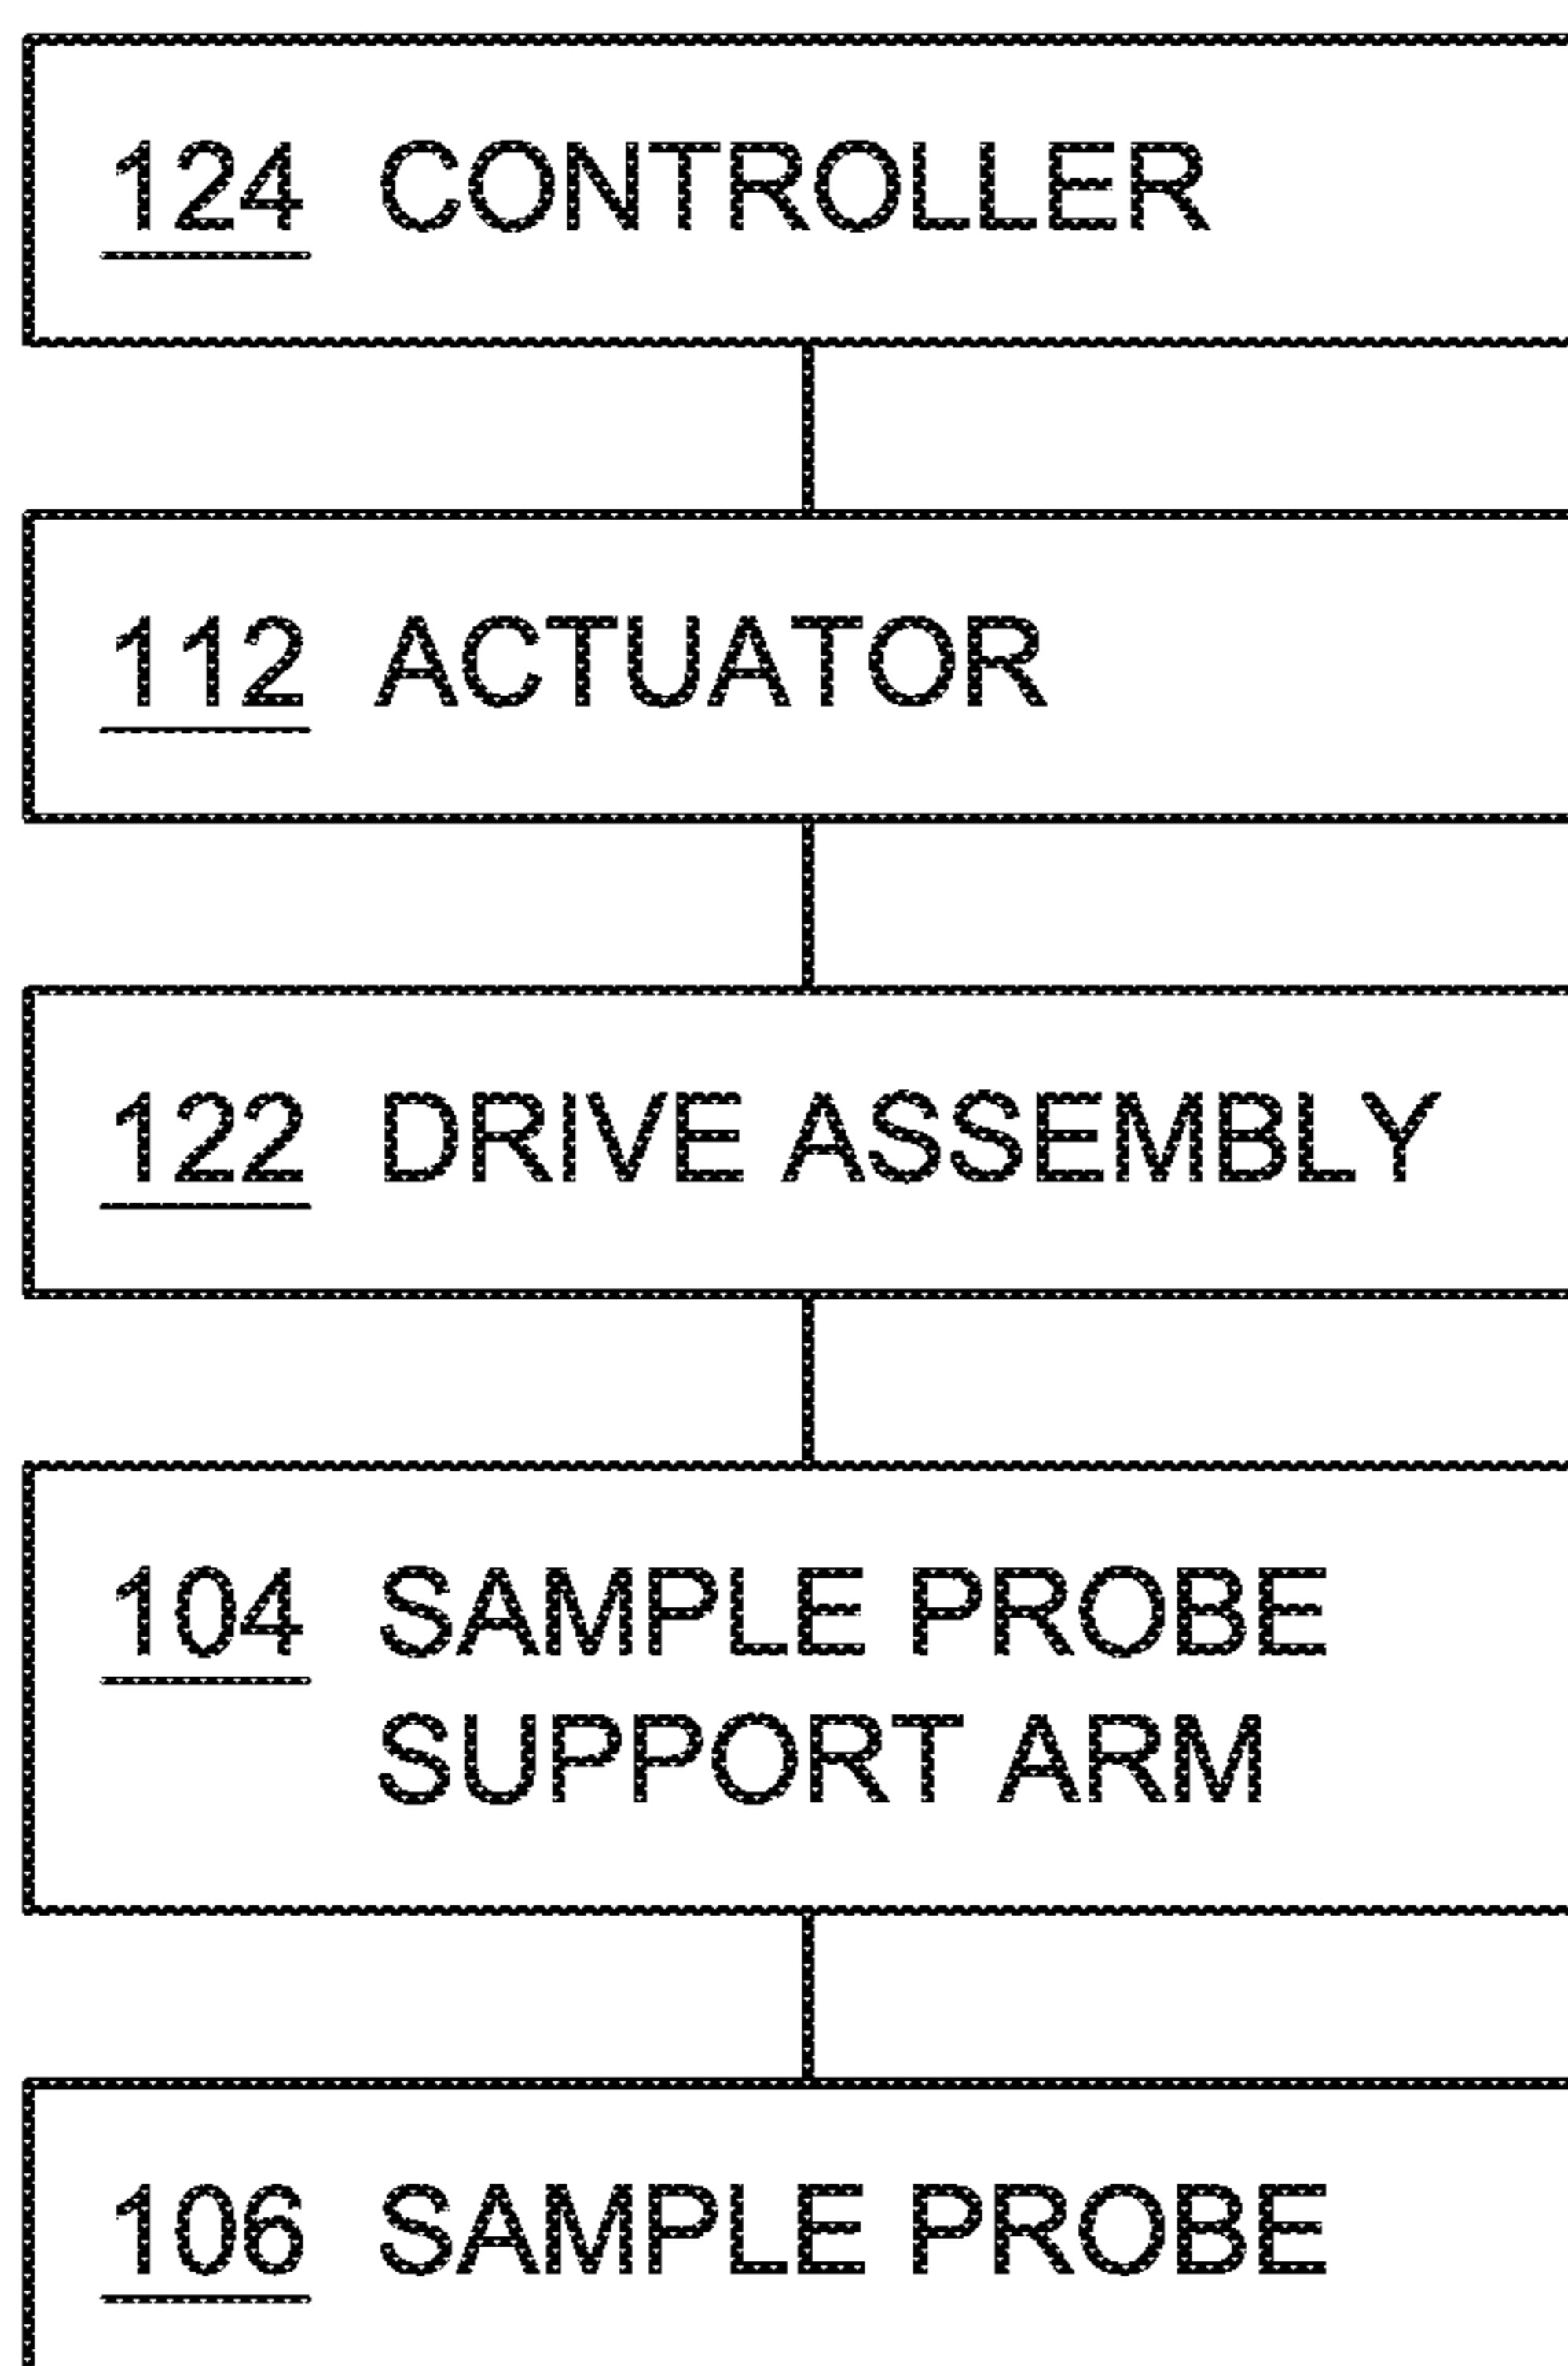 124 CONTROLLER
112 ACTUATOR
122 DRIVE ASSEMBLY
104 SAMPLE PROBE
SUPPORT ARM
106 SAMPLE PROBE